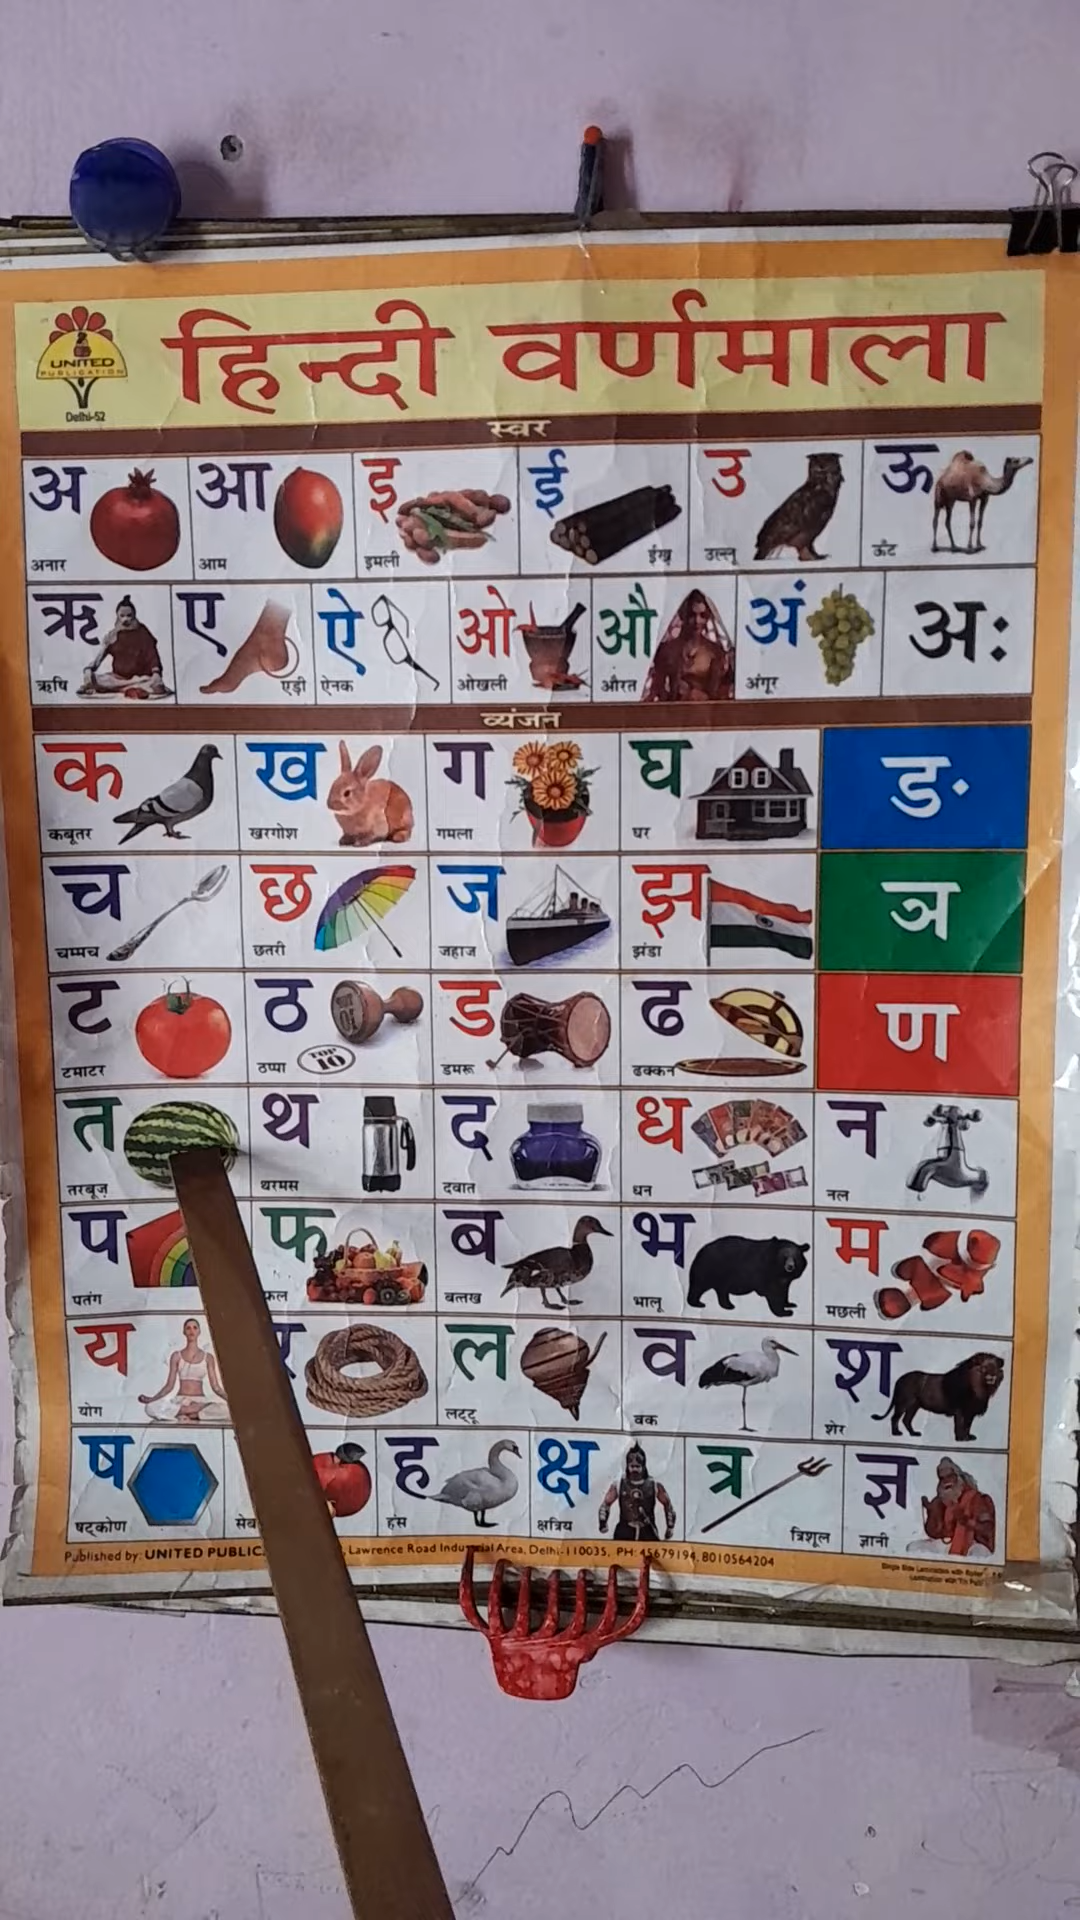 UNITED
PUBLICATION
Delhi-52
हिन्दी वर्णमाला
स्वर
अ आ इ ई उ ऊ
अनार आम इमली ईख उल्लू ऊँट
ऋ ए ऐ ओ औ अं अः
ऋषि एड़ी ऐनक ओखली औरत अंगूर
व्यंजन
क ख ग घ ङ
कबूतर खरगोश गमला घर
च छ ज झ ञ
चम्मच छतरी जहाज झंडा
ट ठ ड ढ ण
TOP 10
टमाटर ठप्पा डमरू ढक्कन
त थ द ध न
तरबूज थरमस दवात धन नल
प फ ब भ म
पतंग फल बत्तख भालू मछली
य र ल व श
योग लट्टू वक शेर
ष ह क्ष त्र ज्ञ
षट्कोण सेब हंस क्षत्रिय त्रिशूल ज्ञानी
Published by: UNITED PUBLIC Lawrence Road Industrial Area, Delhi-110035, PH: 45679194, 8010564204